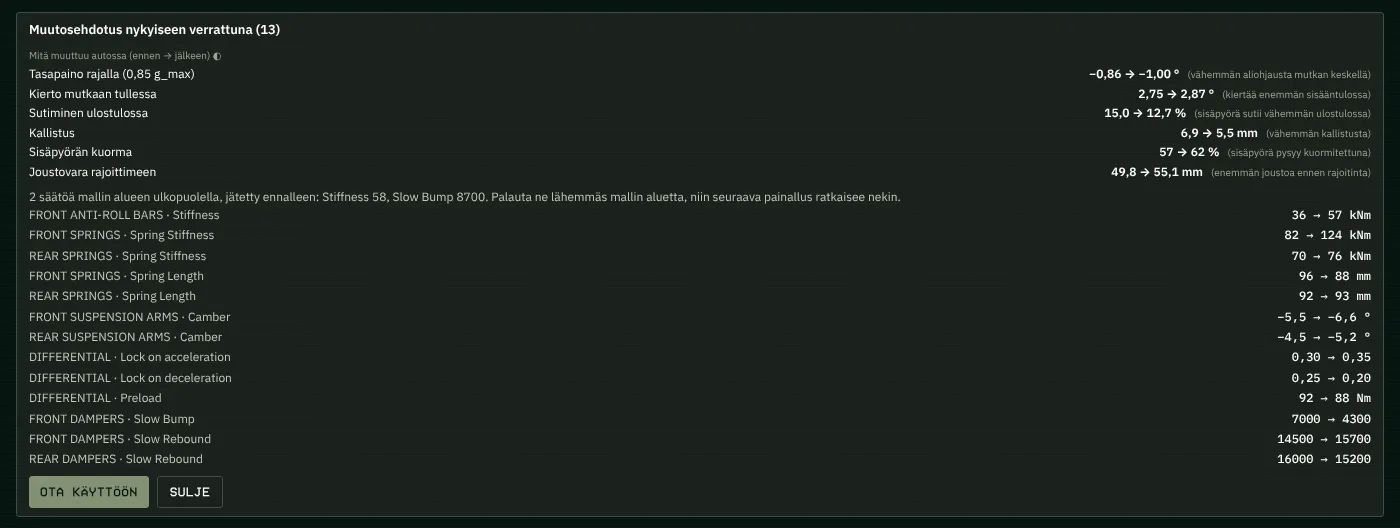 Muutosehdotus nykyiseen verrattuna (13)
Mitä muuttuu autossa (ennen → jälkeen) ◐
Tasapaino rajalla (0,85 g_max) −0,86 → −1,00 ° (vähemmän aliohjausta mutkan keskellä)
Kierto mutkaan tullessa 2,75 → 2,87 ° (kiertää enemmän sisääntulossa)
Sutiminen ulostulossa 15,0 → 12,7 % (sisäpyörä sutii vähemmän ulostulossa)
Kallistus 6,9 → 5,5 mm (vähemmän kallistusta)
Sisäpyörän kuorma 57 → 62 % (sisäpyörä pysyy kuormitettuna)
Joustovara rajoittimeen 49,8 → 55,1 mm (enemmän joustoa ennen rajoitinta)
2 säätöä mallin alueen ulkopuolella, jätetty ennalleen: Stiffness 58, Slow Bump 8700. Palauta ne lähemmäs mallin aluetta, niin seuraava painallus ratkaisee nekin.
FRONT ANTI-ROLL BARS · Stiffness 36 → 57 kNm
FRONT SPRINGS · Spring Stiffness 82 → 124 kNm
REAR SPRINGS · Spring Stiffness 70 → 76 kNm
FRONT SPRINGS · Spring Length 96 → 88 mm
REAR SPRINGS · Spring Length 92 → 93 mm
FRONT SUSPENSION ARMS · Camber −5,5 → −6,6 °
REAR SUSPENSION ARMS · Camber −4,5 → −5,2 °
DIFFERENTIAL · Lock on acceleration 0,30 → 0,35
DIFFERENTIAL · Lock on deceleration 0,25 → 0,20
DIFFERENTIAL · Preload 92 → 88 Nm
FRONT DAMPERS · Slow Bump 7000 → 4300
FRONT DAMPERS · Slow Rebound 14500 → 15700
REAR DAMPERS · Slow Rebound 16000 → 15200
OTA KÄYTTÖÖN SULJE